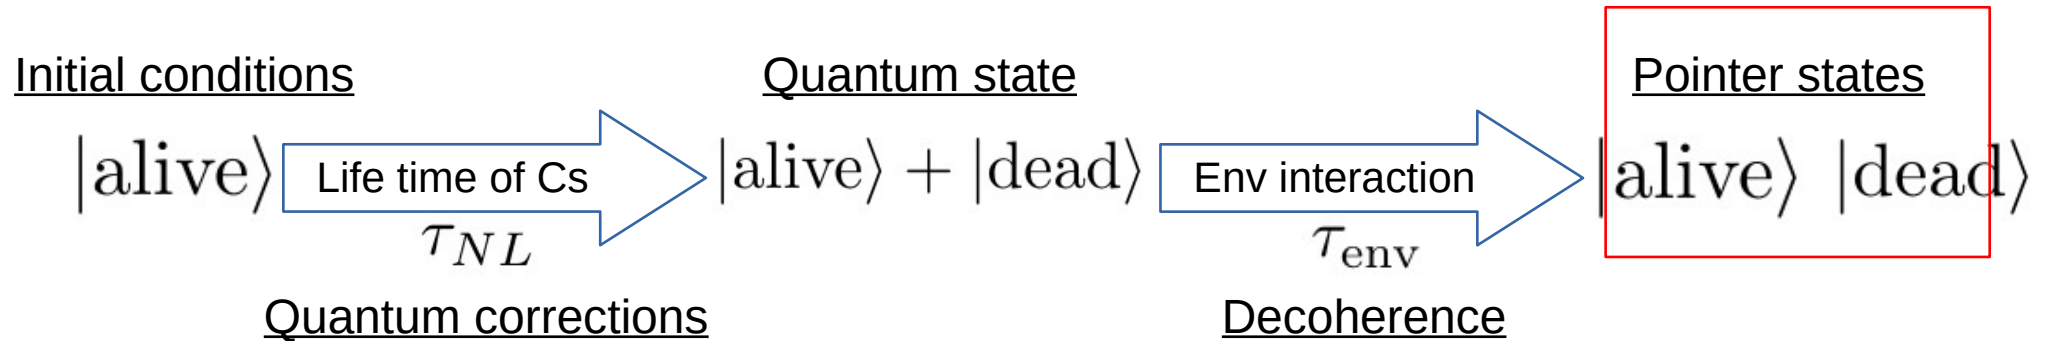 Initial conditions Quantum state Pointer states
|alive⟩ Life time of Cs |alive⟩ + |dead⟩ Env interaction |alive⟩ |dead⟩
τ_NL τ_env
Quantum corrections Decoherence